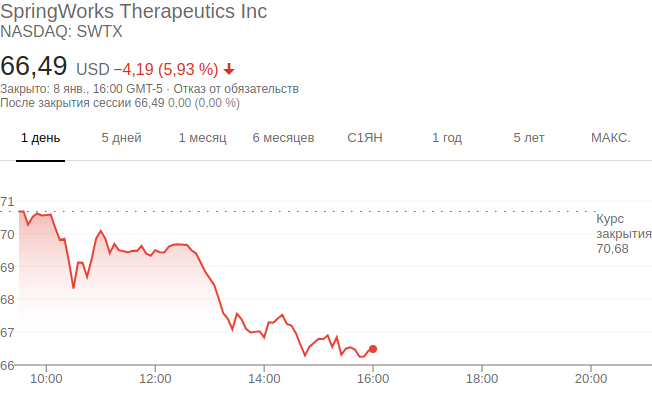 SpringWorks Therapeutics Inc
NASDAQ: SWTX
66,49 USD −4,19 (5,93 %)
Закрыто: 8 янв., 16:00 GMT-5 · Отказ от обязательств
После закрытия сессии 66,49 0,00 (0,00 %)
1 день 5 дней 1 месяц 6 месяцев С1ЯН 1 год 5 лет МАКС.
71
Курс
закрытия
70,68
70
69
68
67
66
10:00 12:00 14:00 16:00 18:00 20:00